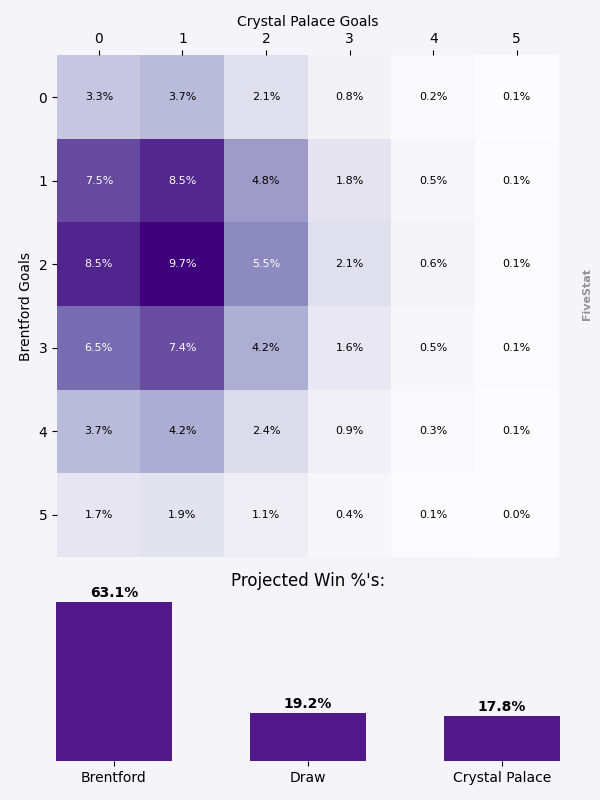 Crystal Palace Goals
0 1 2 3 4 5
0 3.3% 3.7% 2.1% 0.8% 0.2% 0.1%
1 7.5% 8.5% 4.8% 1.8% 0.5% 0.1%
2 8.5% 9.7% 5.5% 2.1% 0.6% 0.1%
3 6.5% 7.4% 4.2% 1.6% 0.5% 0.1%
4 3.7% 4.2% 2.4% 0.9% 0.3% 0.1%
5 1.7% 1.9% 1.1% 0.4% 0.1% 0.0%
Brentford Goals
FiveStat
Projected Win %'s:
63.1% 19.2% 17.8%
Brentford Draw Crystal Palace